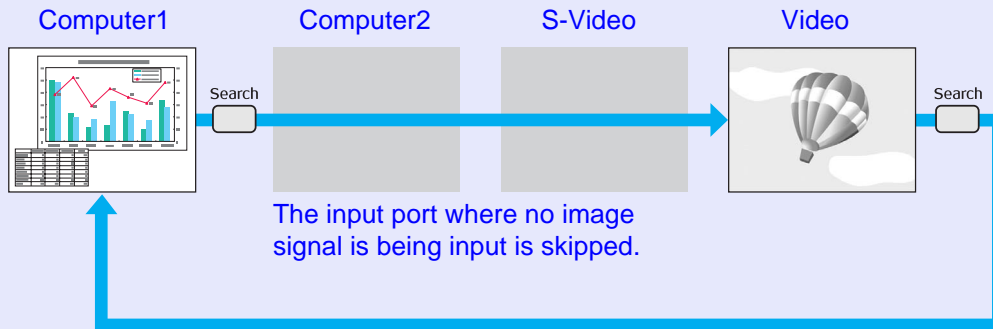 Computer1
Computer2
S-Video
Video
Search
Search
The input port where no image
signal is being input is skipped.